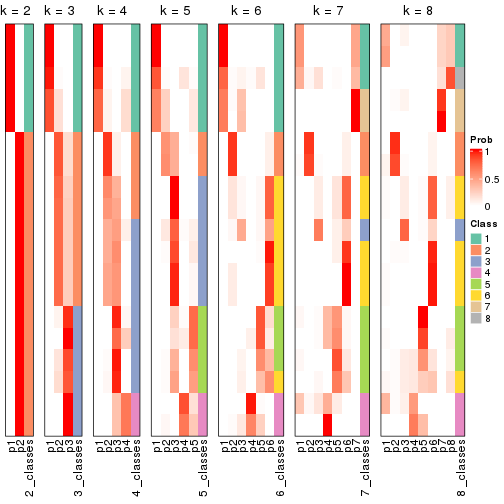 k = 2 k = 3 k = 4 k = 5 k = 6 k = 7 k = 8
Prob
1
0.5
0
Class
1
2
3
4
5
6
7
8
p1 p2 2_classes
p1 p2 p3 3_classes
p1 p2 p3 p4 4_classes
p1 p2 p3 p4 p5 5_classes
p1 p2 p3 p4 p5 p6 6_classes
p1 p2 p3 p4 p5 p6 p7 7_classes
p1 p2 p3 p4 p5 p6 p7 p8 8_classes